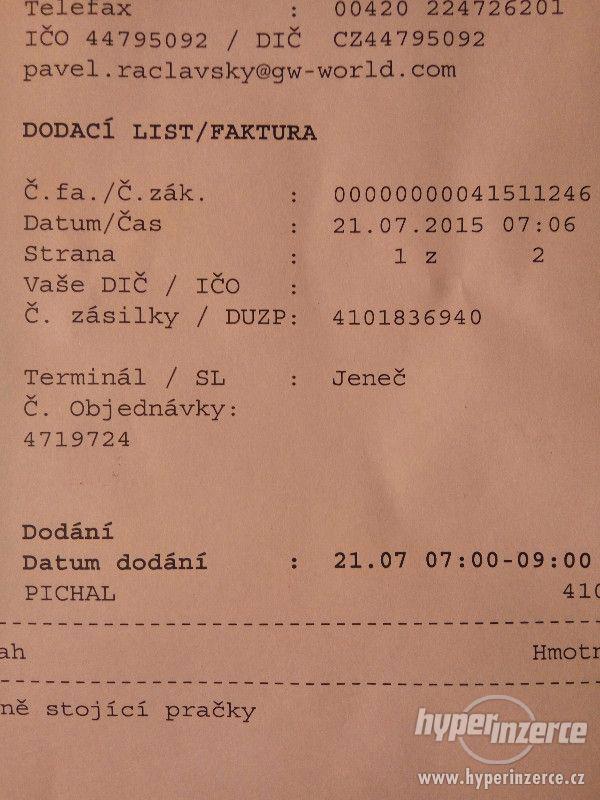 Telefax : 00420 224726201
IČO 44795092 / DIČ CZ44795092
pavel.raclavsky@gw-world.com
DODACÍ LIST/FAKTURA
Č.fa./Č.zák. : 00000000041511246
Datum/Čas : 21.07.2015 07:06
Strana : 1 z 2
Vaše DIČ / IČO :
Č. zásilky / DUZP: 4101836940
Terminál / SL : Jeneč
Č. Objednávky:
4719724
Dodání
Datum dodání : 21.07 07:00-09:00
PICHAL 410
ah Hmotn
ně stojící pračky
hyperinzerce
www.hyperinzerce.cz